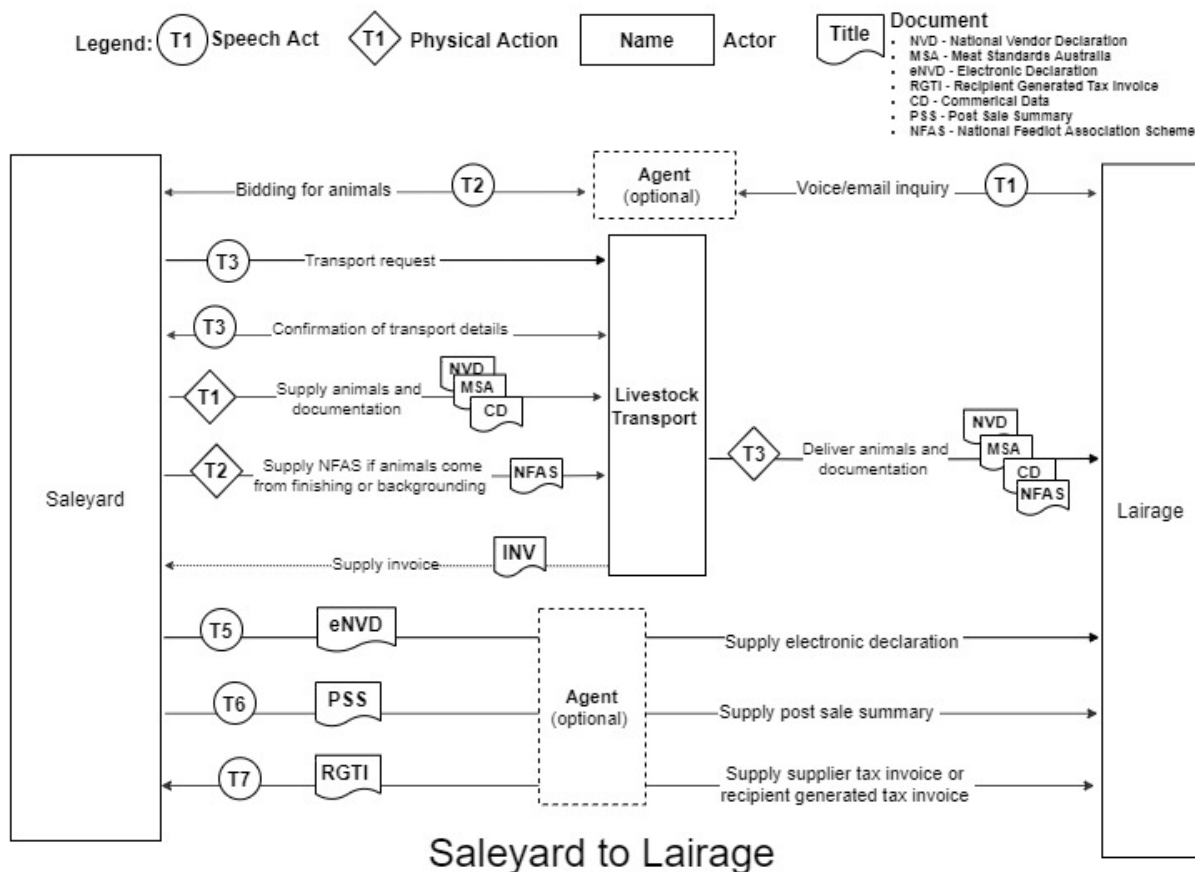 Legend: T1 Speech Act T1 Physical Action Name Actor Title Document
• NVD - National Vendor Declaration
• MSA - Meat Standards Australia
• eNVD - Electronic Declaration
• RGTI - Recipient Generated Tax Invoice
• CD - Commerical Data
• PSS - Post Sale Summary
• NFAS - National Feedlot Association Scheme
Saleyard
Bidding for animals T2
Agent
(optional)
Voice/email inquiry T1
T3 Transport request
T3 Confirmation of transport details
T1 Supply animals and
documentation
NVD
MSA
CD
T2 Supply NFAS if animals come
from finishing or backgrounding
NFAS
Supply invoice INV
Livestock
Transport
T3 Deliver animals and
documentation
NVD
MSA
CD
NFAS
Lairage
T5 eNVD Supply electronic declaration
T6 PSS Supply post sale summary
Agent
(optional)
T7 RGTI Supply supplier tax invoice or
recipient generated tax invoice
Saleyard to Lairage